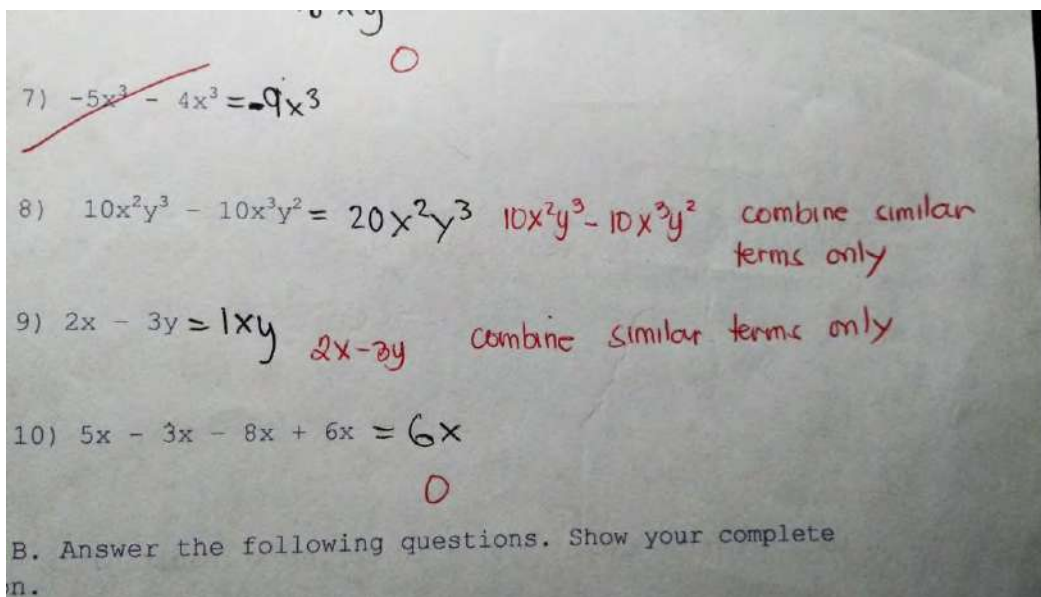 0
7) -5x³ - 4x³ = -9x³
8) 10x²y³ - 10x³y² = 20x²y³ 10x²y³ - 10x³y² combine similar
terms only
9) 2x - 3y = 1xy 2x-3y combine similar terms only
10) 5x - 3x - 8x + 6x = 6x
0
B. Answer the following questions. Show your complete
n.